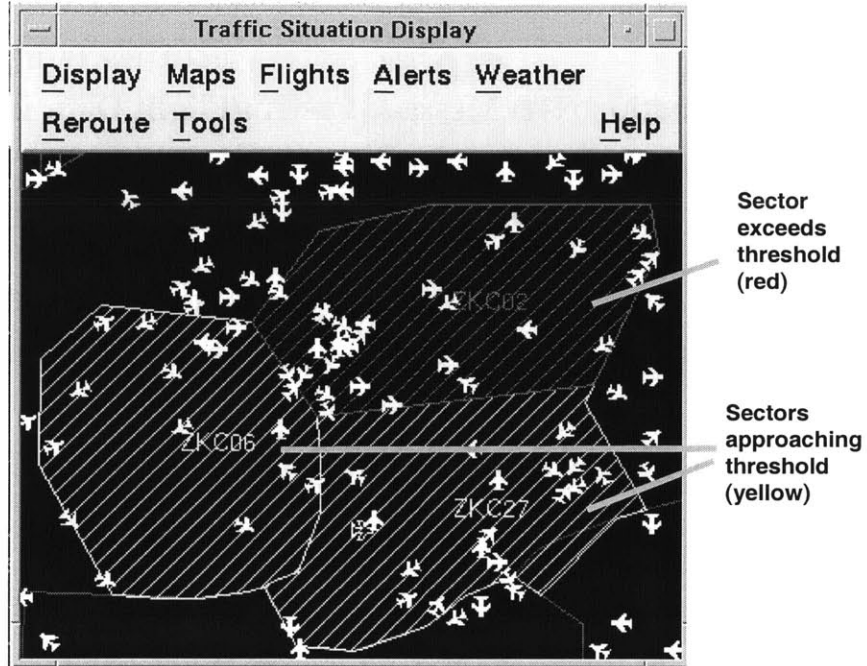 Traffic Situation Display
Display Maps Flights Alerts Weather
Reroute Tools Help
Sector
exceeds
threshold
(red)
ZKC02
Sectors
approaching
threshold
(yellow)
ZKC06
ZKC27